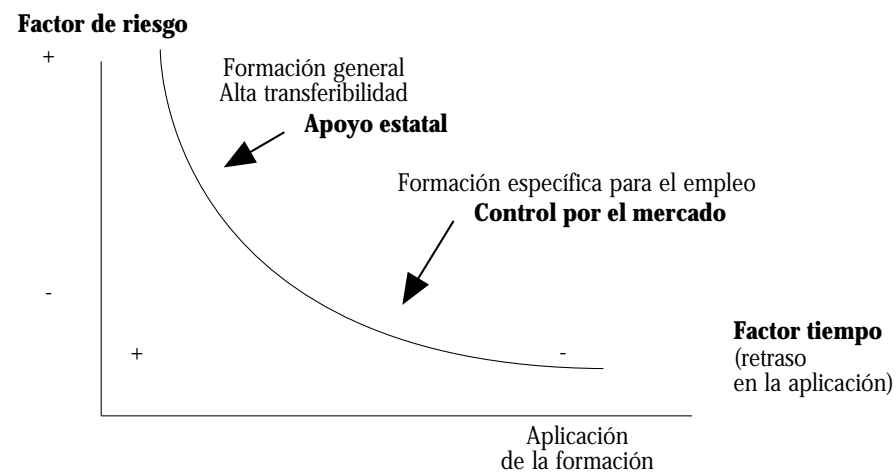 Factor de riesgo
+
Formación general
Alta transferibilidad
Apoyo estatal
Formación específica para el empleo
Control por el mercado
-
+
-
Factor tiempo
(retraso
en la aplicación)
Aplicación
de la formación